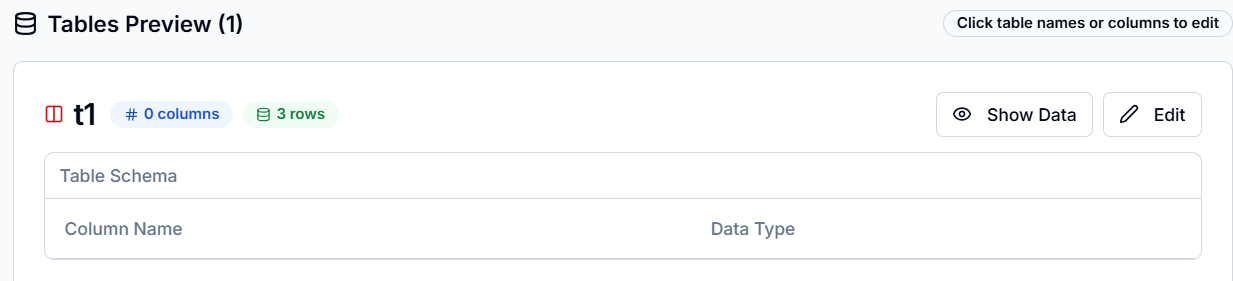 Tables Preview (1)
Click table names or columns to edit
t1
# 0 columns
3 rows
Show Data
Edit
Table Schema
Column Name
Data Type